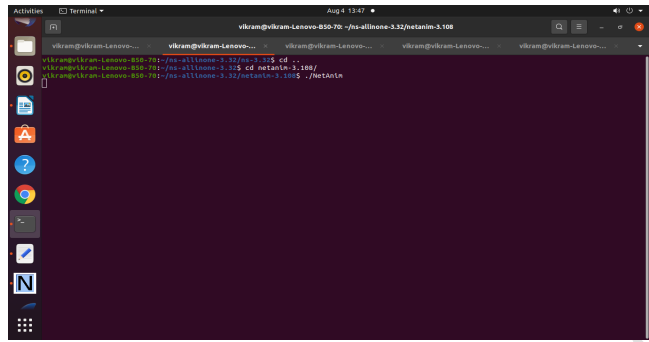 Activities
Terminal
Aug 4 13:47
vikram@vikram-Lenovo-B50-70: ~/ns-allinone-3.32/netanim-3.108
vikram@vikram-Lenovo-... vikram@vikram-Lenovo-... vikram@vikram-Lenovo-... vikram@vikram-Lenovo-... vikram@vikram-Lenovo-...
vikram@vikram-Lenovo-B50-70:~/ns-allinone-3.32/ns-3.32$ cd ..
vikram@vikram-Lenovo-B50-70:~/ns-allinone-3.32$ cd netanim-3.108/
vikram@vikram-Lenovo-B50-70:~/ns-allinone-3.32/netanim-3.108$ ./NetAnim